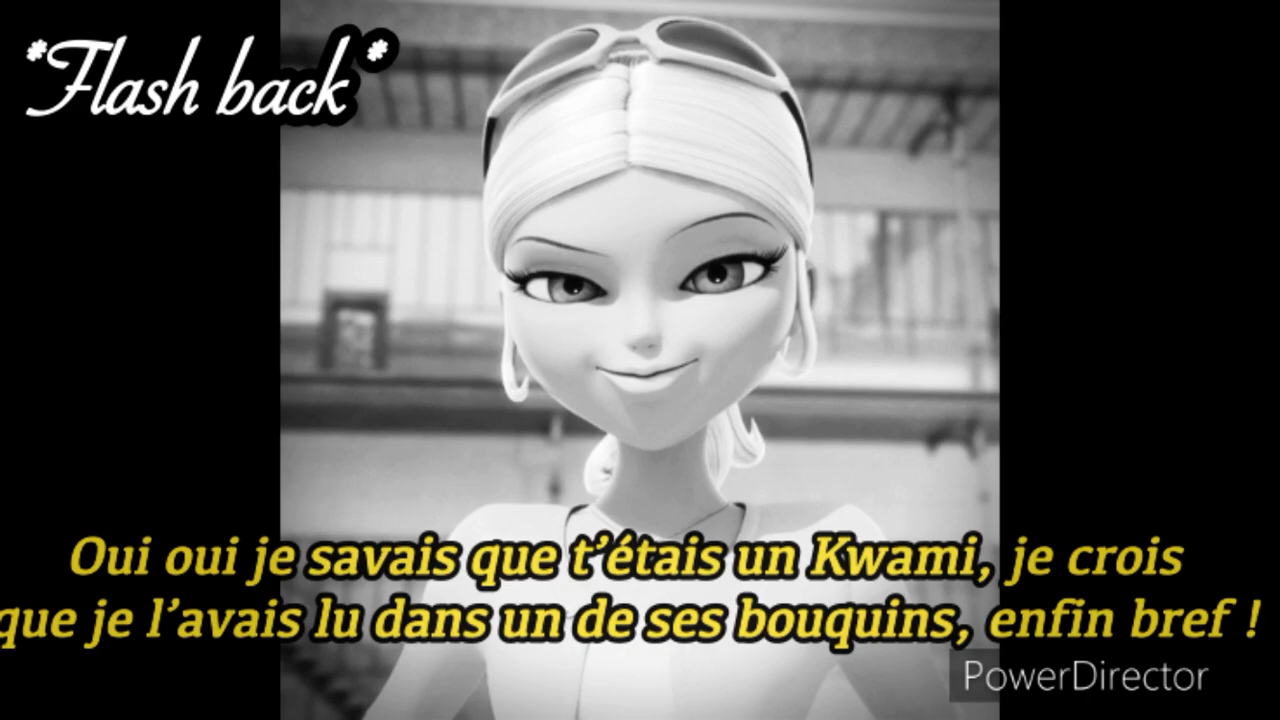 *Flash back*
Oui oui je savais que t’étais un Kwami, je crois
que je l’avais lu dans un de ses bouquins, enfin bref !
PowerDirector